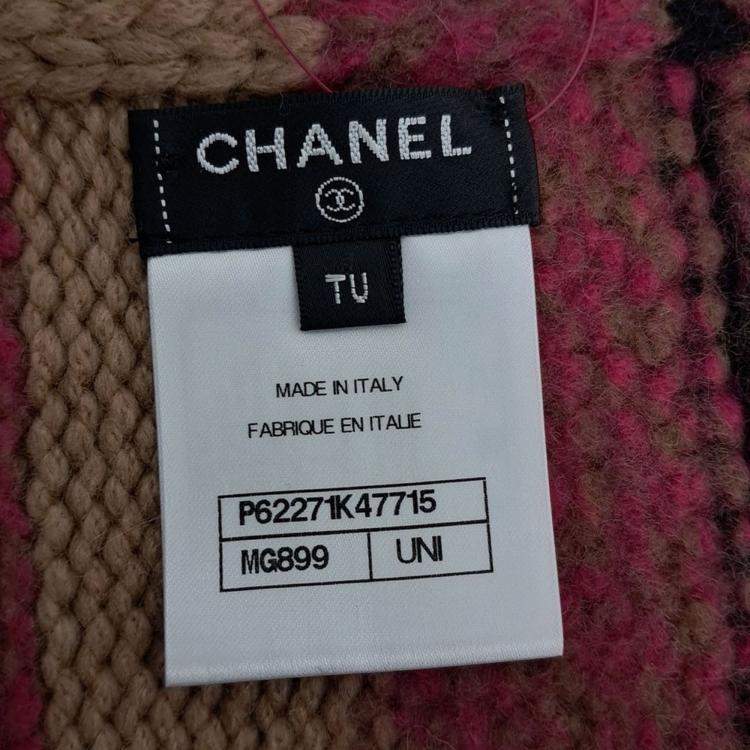 CHANEL
TU
MADE IN ITALY
FABRIQUE EN ITALIE
P62271K47715
MG899 UNI